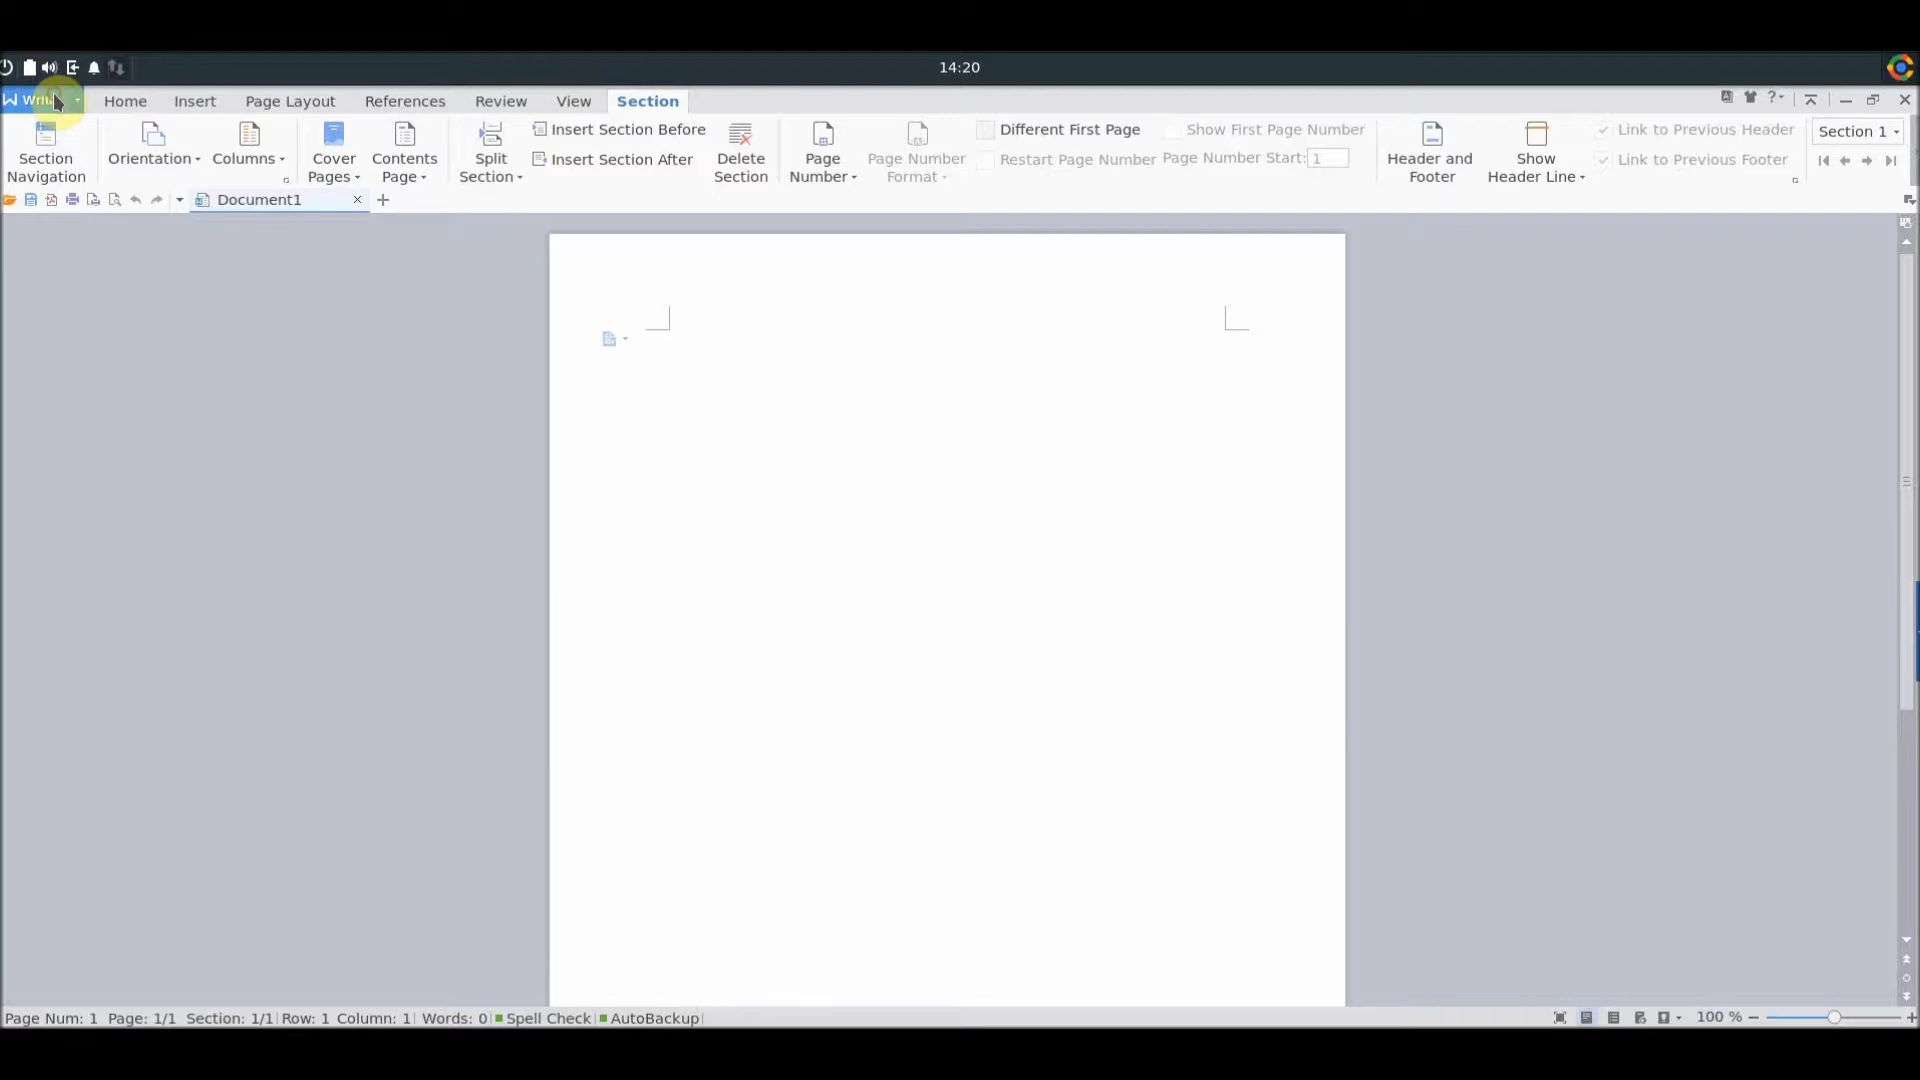 14:20
Home Insert Page Layout References Review View Section
Insert Section Before Different First Page Show First Page Number Link to Previous Header Section 1
Section Orientation Columns Cover Contents Split Insert Section After Delete Page Page Number Restart Page Number Page Number Start: 1 Header and Show Link to Previous Footer
Navigation Pages Page Section Section Number Format Footer Header Line
Document1
Page Num: 1 Page: 1/1 Section: 1/1 Row: 1 Column: 1 Words: 0 Spell Check AutoBackup 100 %